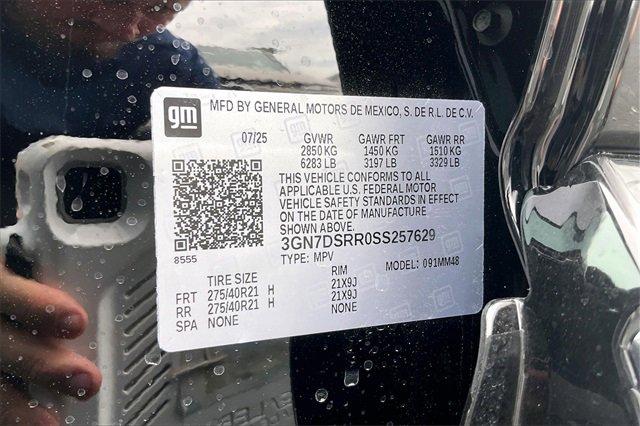 gm MFD BY GENERAL MOTORS DE MEXICO, S. DE R.L. DE C.V.
07/25 GVWR GAWR FRT GAWR RR
2850 KG 1450 KG 1510 KG
6283 LB 3197 LB 3329 LB
THIS VEHICLE CONFORMS TO ALL
APPLICABLE U.S. FEDERAL MOTOR
VEHICLE SAFETY STANDARDS IN EFFECT
ON THE DATE OF MANUFACTURE
SHOWN ABOVE.
8555
3GN7DSRR0SS257629
TYPE: MPV MODEL: 091MM48
TIRE SIZE RIM
FRT 275/40R21 H 21X9J
RR 275/40R21 H 21X9J
SPA NONE NONE